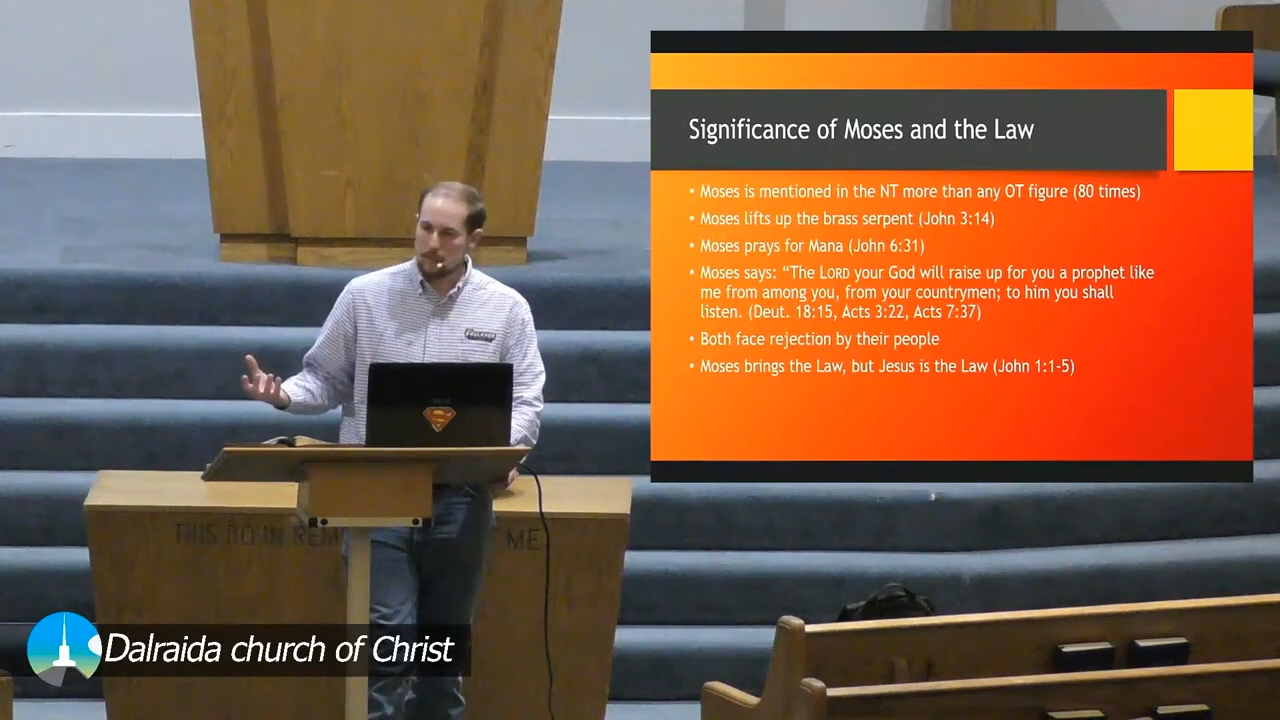 Significance of Moses and the Law
• Moses is mentioned in the NT more than any OT figure (80 times)
• Moses lifts up the brass serpent (John 3:14)
• Moses prays for Mana (John 6:31)
• Moses says: “The LORD your God will raise up for you a prophet like
me from among you, from your countrymen; to him you shall
listen. (Deut. 18:15, Acts 3:22, Acts 7:37)
• Both face rejection by their people
• Moses brings the Law, but Jesus is the Law (John 1:1-5)
THIS DO IN REM ME
Dalraida church of Christ